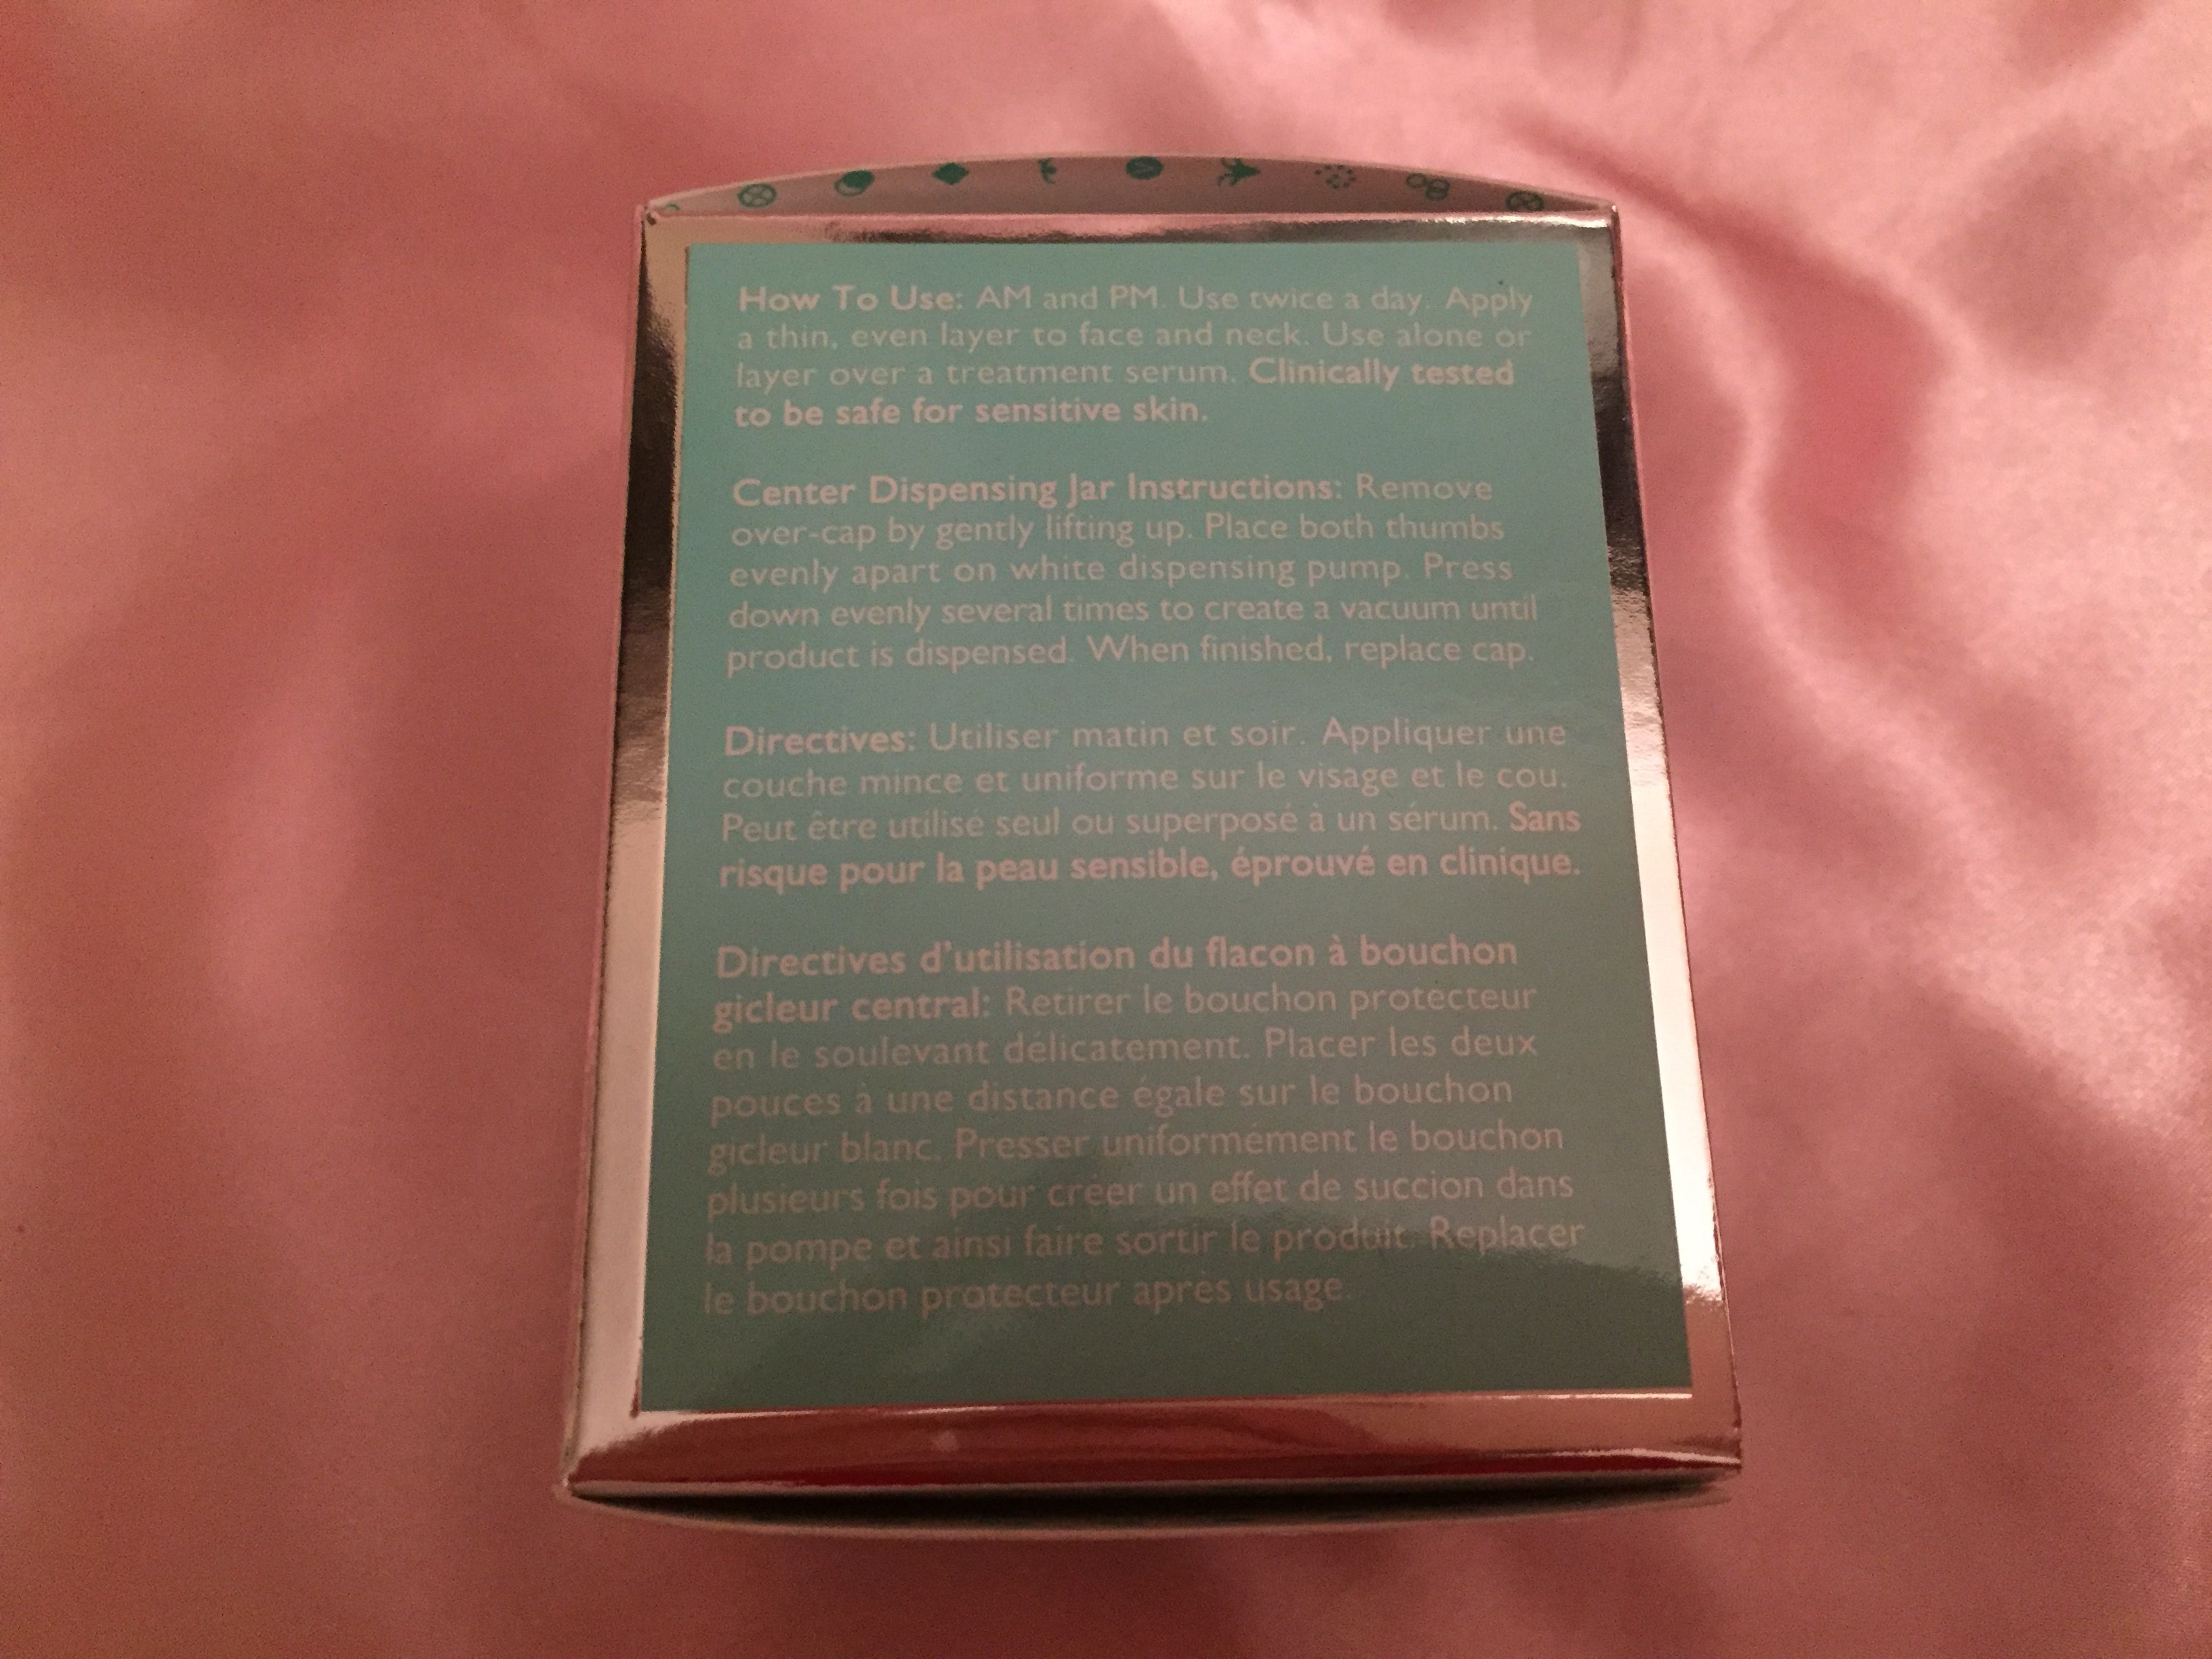 How To Use: AM and PM. Use twice a day. Apply
a thin, even layer to face and neck. Use alone or
layer over a treatment serum. Clinically tested
to be safe for sensitive skin.
Center Dispensing Jar Instructions: Remove
over-cap by gently lifting up. Place both thumbs
evenly apart on white dispensing pump. Press
down evenly several times to create a vacuum until
product is dispensed. When finished, replace cap.
Directives: Utiliser matin et soir. Appliquer une
couche mince et uniforme sur le visage et le cou.
Peut être utilisé seul ou superposé à un sérum. Sans
risque pour la peau sensible, éprouvé en clinique.
Directives d'utilisation du flacon à bouchon
gicleur central: Retirer le bouchon protecteur
en le soulevant délicatement. Placer les deux
pouces à une distance égale sur le bouchon
gicleur blanc. Presser uniformément le bouchon
plusieurs fois pour créer un effet de succion dans
la pompe et ainsi faire sortir le produit. Replacer
le bouchon protecteur après usage.